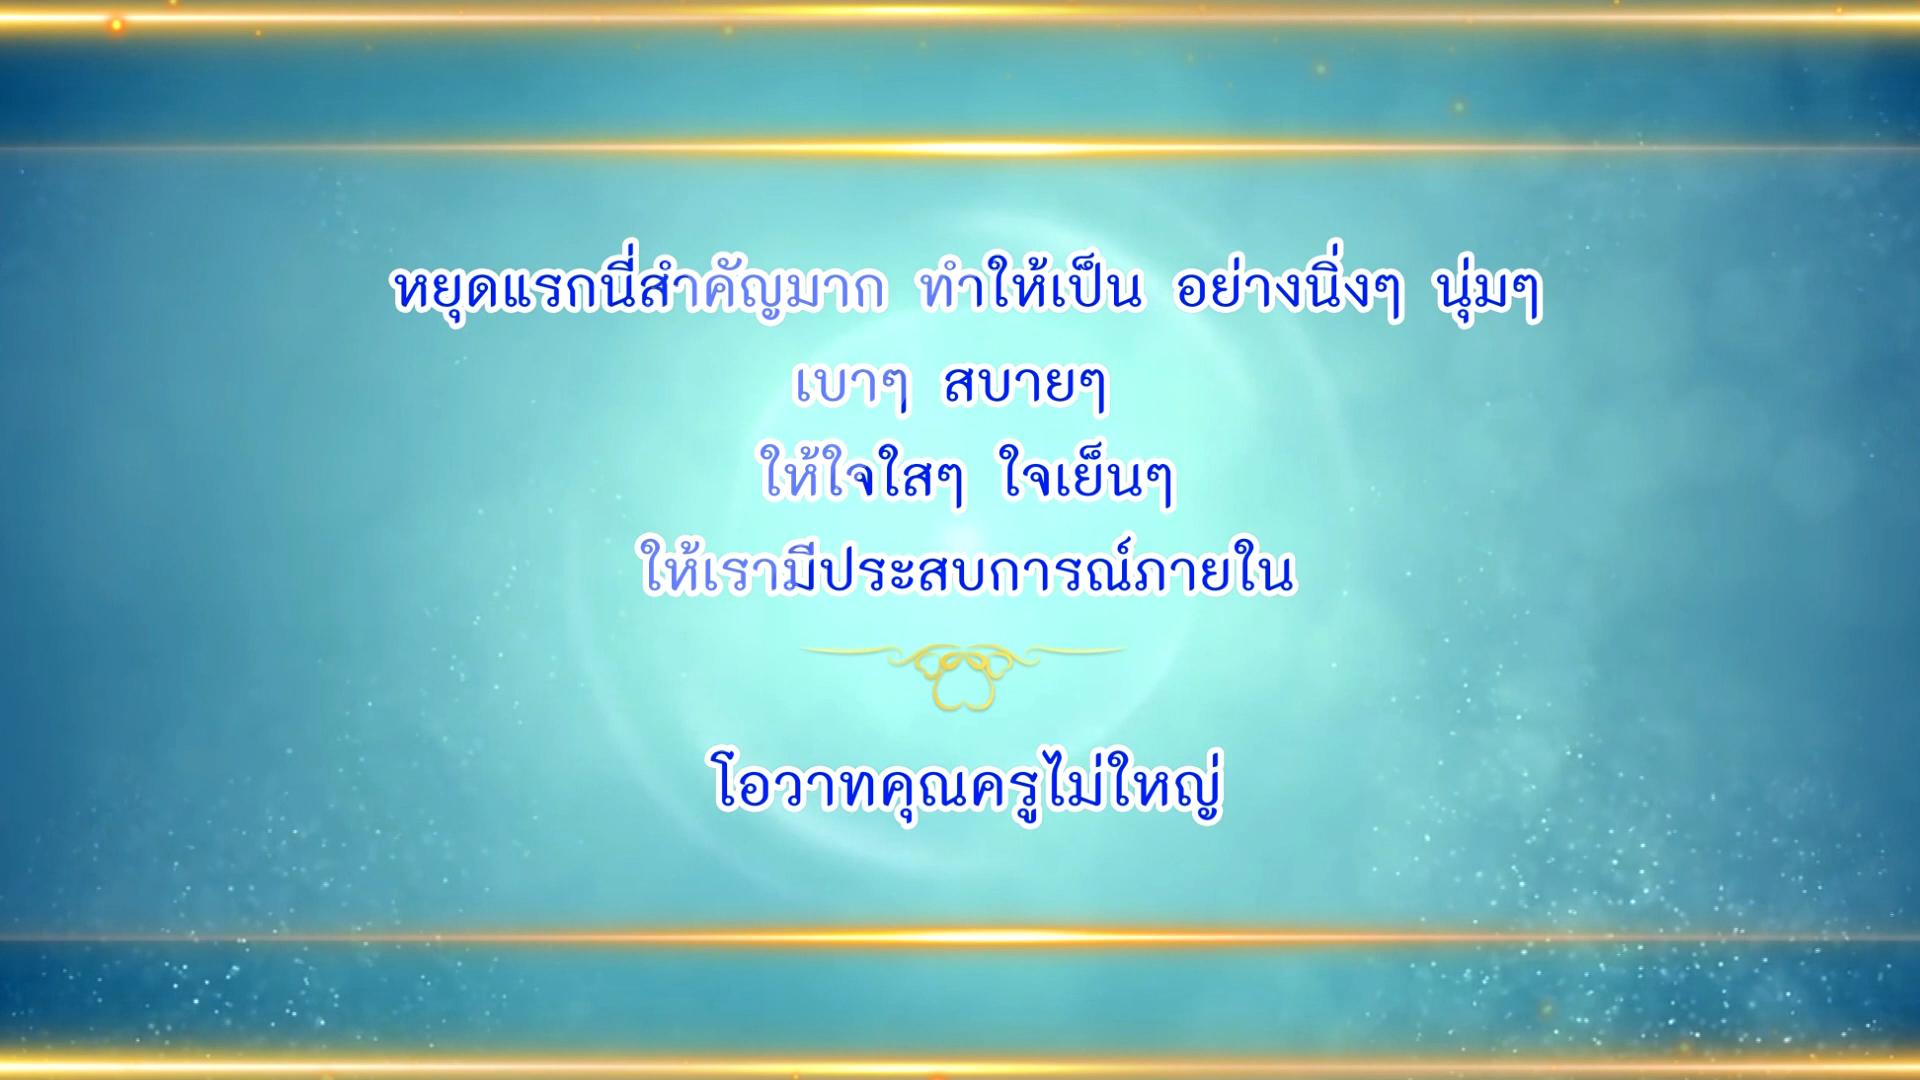 หยุดแรกนี่สำคัญมาก ทำให้เป็น อย่างนิ่งๆ นุ่มๆ
เบาๆ สบายๆ
ให้ใจใสๆ ใจเย็นๆ
ให้เรามีประสบการณ์ภายใน
โอวาทคุณครูไม่ใหญ่